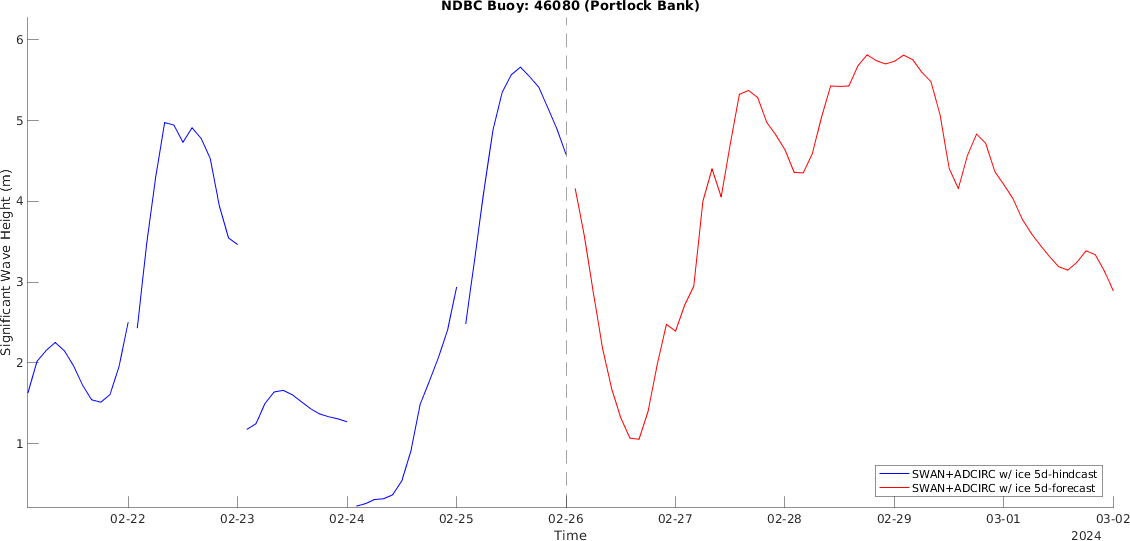 NDBC Buoy: 46080 (Portlock Bank)
Significant Wave Height (m)
6
5
4
3
2
1
SWAN+ADCIRC w/ ice 5d-hindcast
SWAN+ADCIRC w/ ice 5d-forecast
02-22 02-23 02-24 02-25 02-26 02-27 02-28 02-29 03-01 03-02
Time
2024